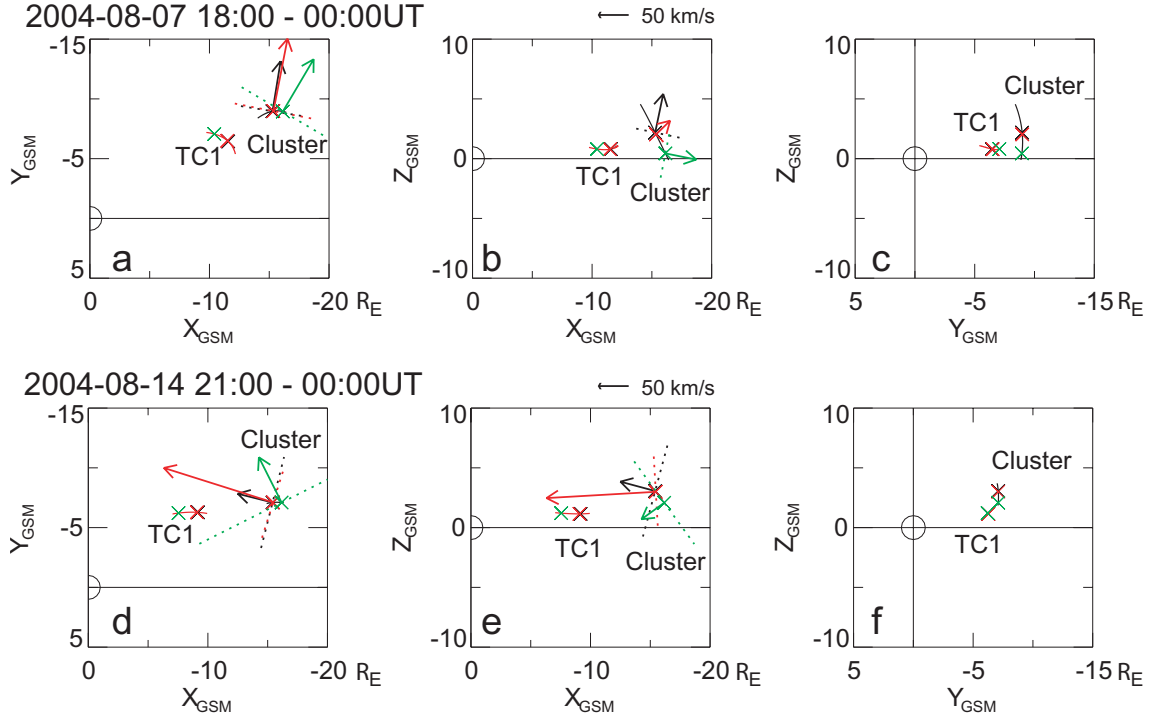 2004-08-07 18:00 - 00:00UT
50 km/s
-15
Y_GSM
-5
5
Cluster
TC1
a
0
-10
-20 R_E
X_GSM
10
Z_GSM
0
-10
TC1
Cluster
b
0
-10
-20 R_E
X_GSM
10
Z_GSM
0
-10
Cluster
TC1
c
5
-5
-15 R_E
Y_GSM
2004-08-14 21:00 - 00:00UT
50 km/s
-15
Y_GSM
-5
5
Cluster
TC1
d
0
-10
-20 R_E
X_GSM
10
Z_GSM
0
-10
TC1
Cluster
e
0
-10
-20 R_E
X_GSM
10
Z_GSM
0
-10
Cluster
TC1
f
5
-5
-15 R_E
Y_GSM